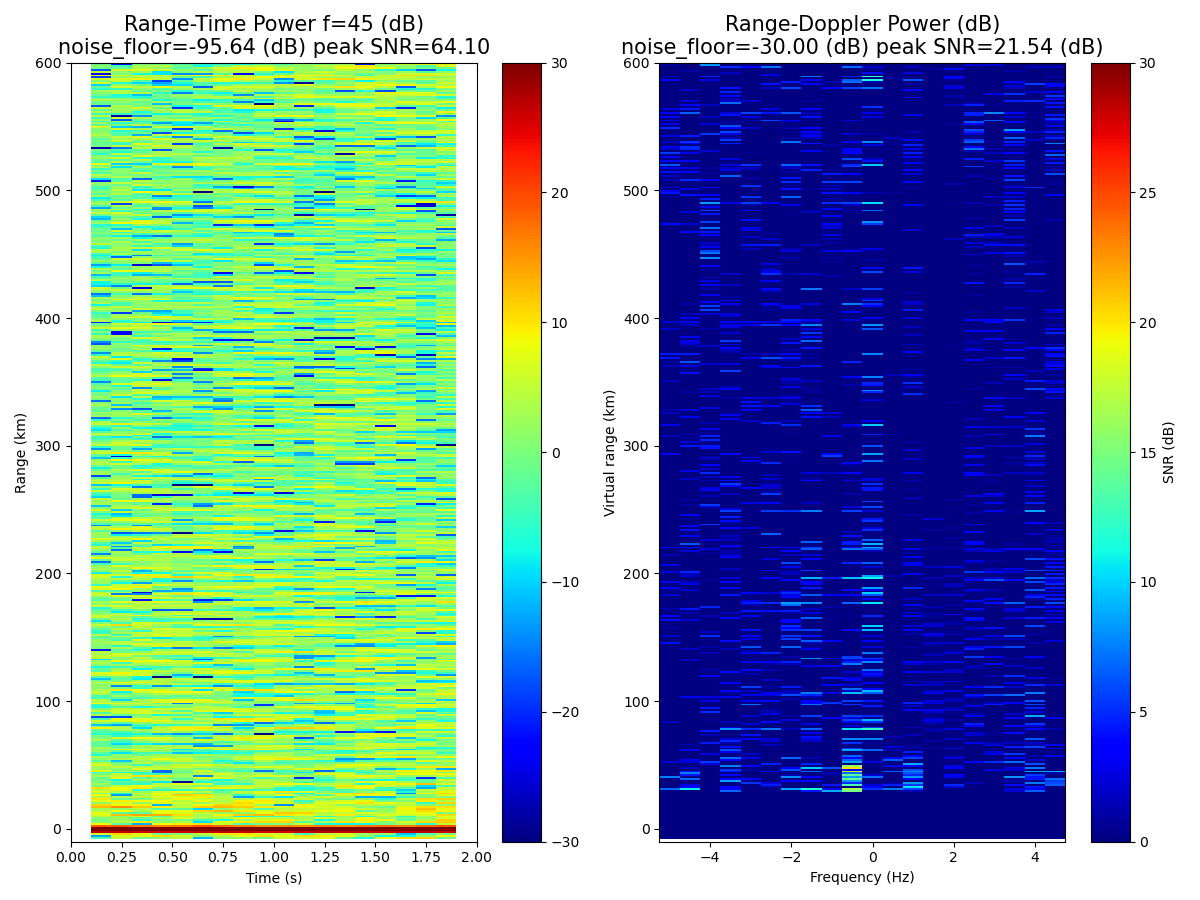 Range-Time Power f=45 (dB)
noise_floor=-95.64 (dB) peak SNR=64.10
Range-Doppler Power (dB)
noise_floor=-30.00 (dB) peak SNR=21.54 (dB)
600
500
400
300
200
100
0
Range (km)
0.00 0.25 0.50 0.75 1.00 1.25 1.50 1.75 2.00
Time (s)
30
20
10
0
−10
−20
−30
600
500
400
300
200
100
0
Virtual range (km)
−4 −2 0 2 4
Frequency (Hz)
30
25
20
15
10
5
0
SNR (dB)